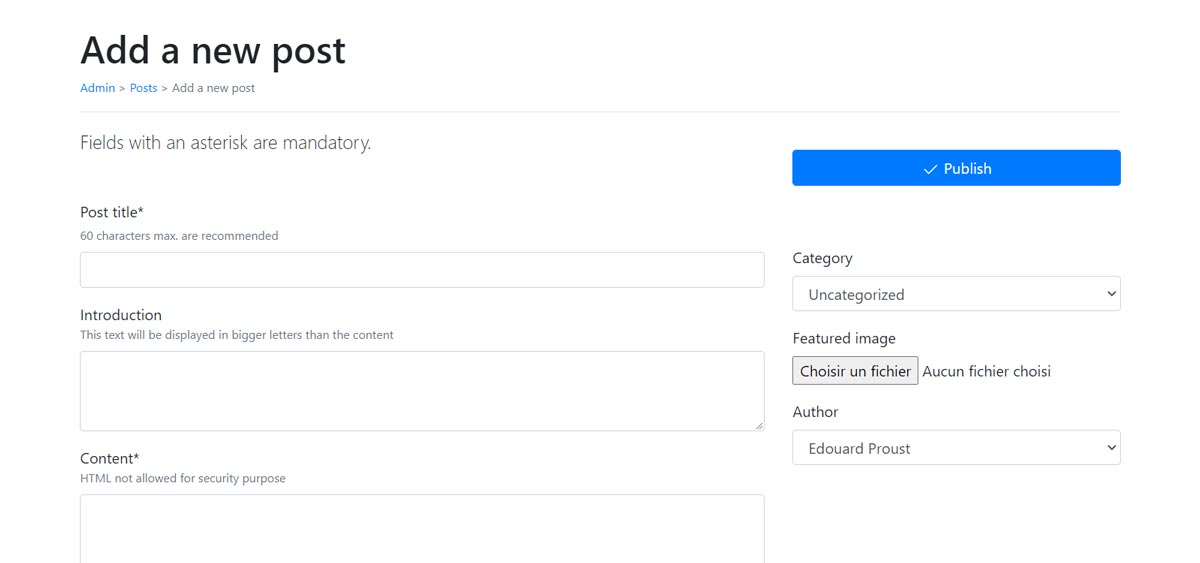 Add a new post
Admin > Posts > Add a new post
Fields with an asterisk are mandatory.
Publish
Post title*
60 characters max. are recommended
Introduction
This text will be displayed in bigger letters than the content
Content*
HTML not allowed for security purpose
Category
Uncategorized
Featured image
Choisir un fichier Aucun fichier choisi
Author
Edouard Proust